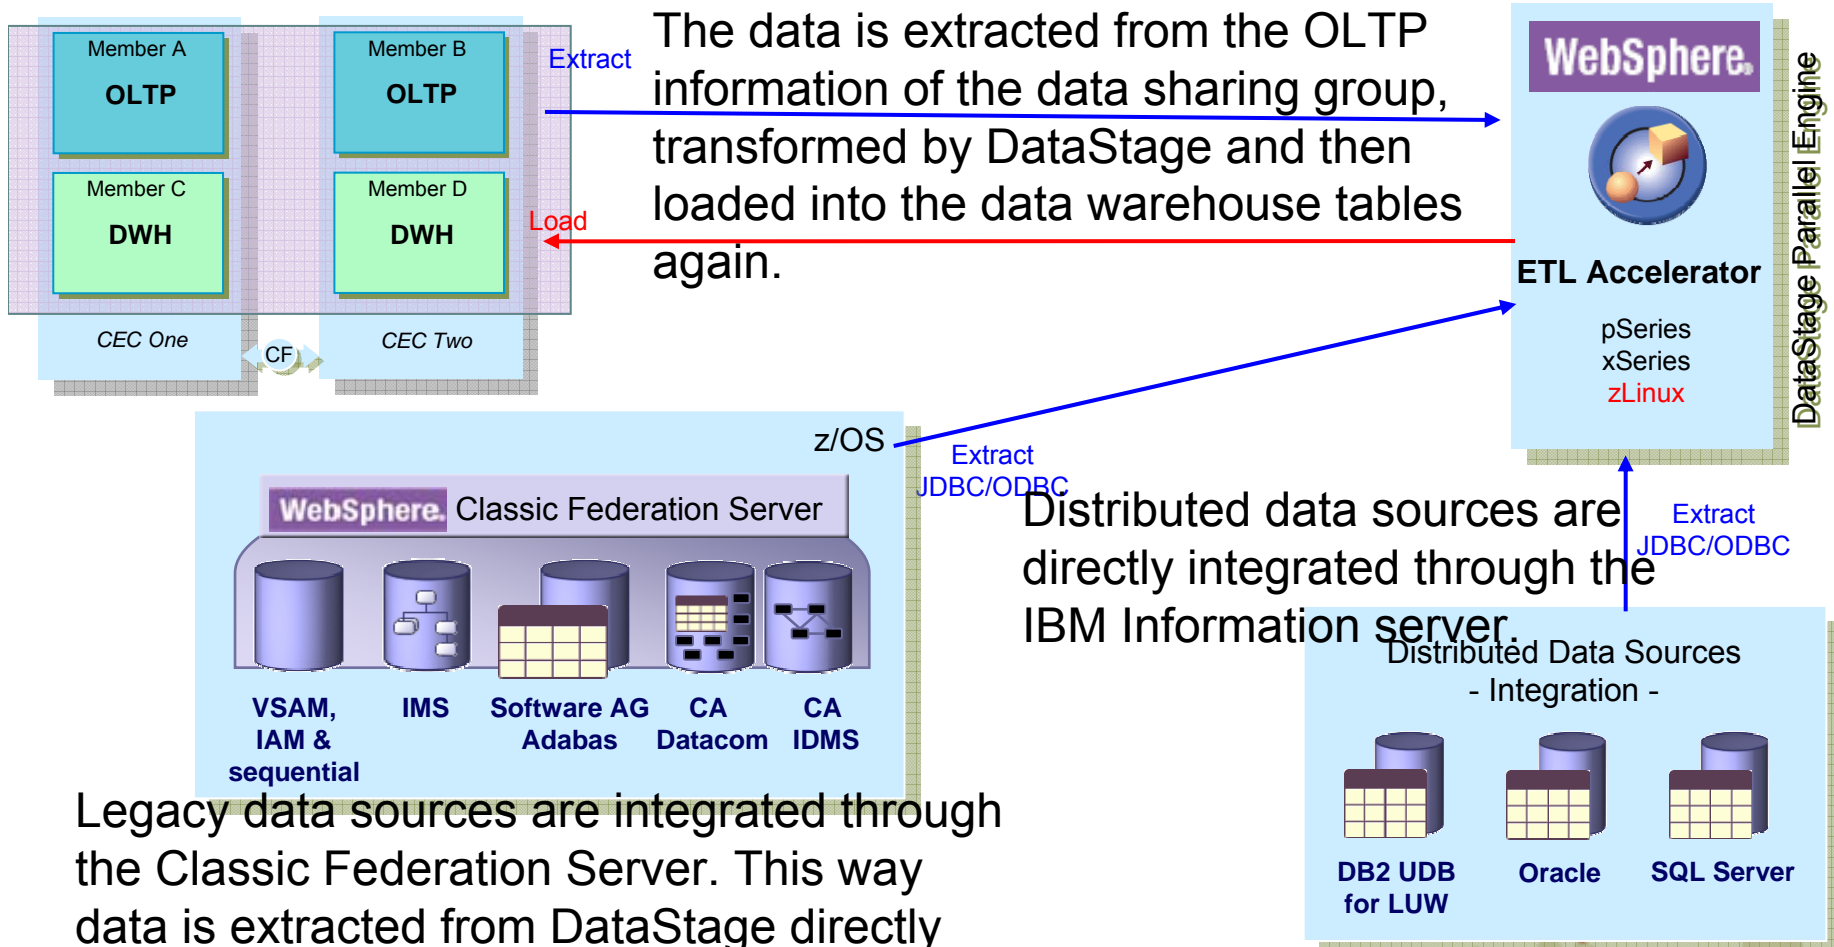 Member A
OLTP
Member B
OLTP
Member C
DWH
Member D
DWH
CEC One
CF
CEC Two
Extract
Load
The data is extracted from the OLTP
information of the data sharing group,
transformed by DataStage and then
loaded into the data warehouse tables
again.
WebSphere.
ETL Accelerator
pSeries
xSeries
zLinux
DataStage Parallel Engine
z/OS
WebSphere. Classic Federation Server
VSAM,
IAM &
sequential
IMS
Software AG
Adabas
CA
Datacom
CA
IDMS
Extract
JDBC/ODBC
Distributed data sources are
directly integrated through the
IBM Information server.
Extract
JDBC/ODBC
Distributed Data Sources
- Integration -
DB2 UDB
for LUW
Oracle
SQL Server
Legacy data sources are integrated through
the Classic Federation Server. This way
data is extracted from DataStage directly